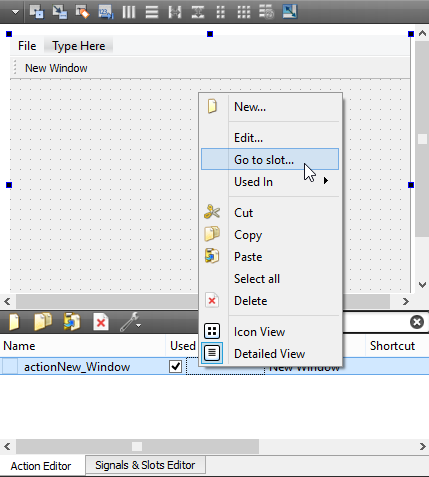 File Type Here
New Window
New...
Edit...
Go to slot...
Used In
Cut
Copy
Paste
Select all
Delete
Icon View
Detailed View
Name Used Shortcut
actionNew_Window New Window
Action Editor Signals & Slots Editor